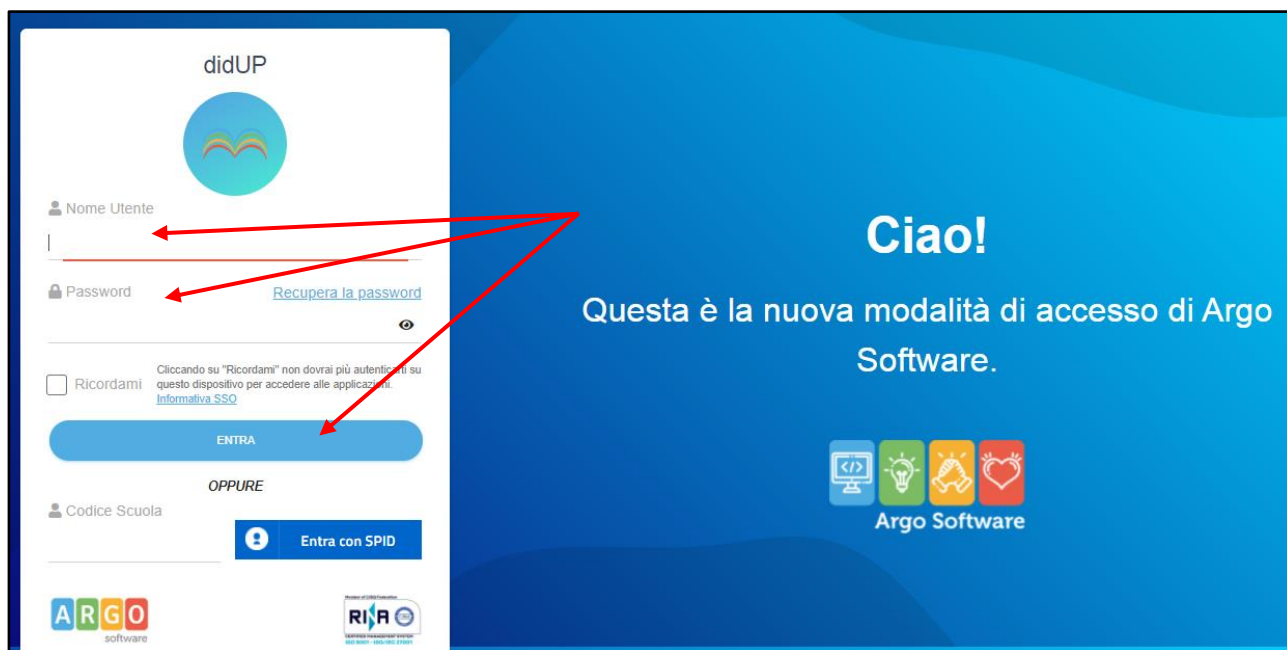 didUP
Nome Utente
Password
Recupera la password
Ricordami
Cliccando su "Ricordami" non dovrai più autenticarti su
questo dispositivo per accedere alle applicazioni.
Informativa SSO
ENTRA
OPPURE
Codice Scuola
Entra con SPID
ARGO
software
RINA
Ciao!
Questa è la nuova modalità di accesso di Argo
Software.
</>
Argo Software